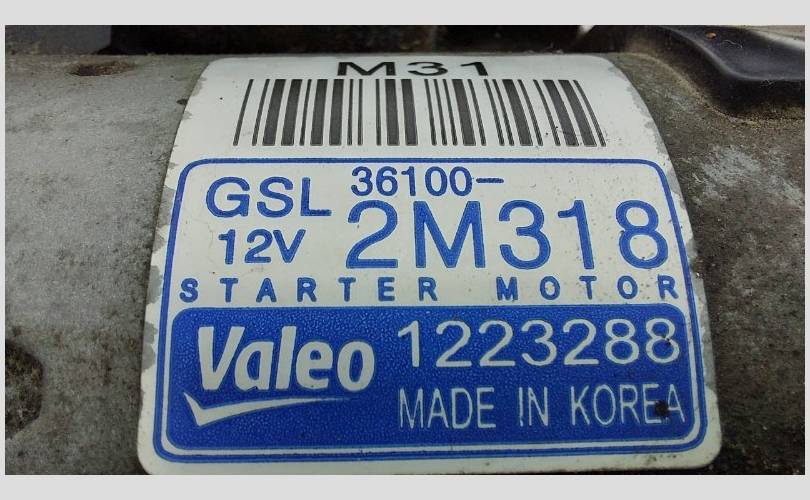 M31
GSL 36100-
12V 2M318
STARTER MOTOR
Valeo 1223288
MADE IN KOREA